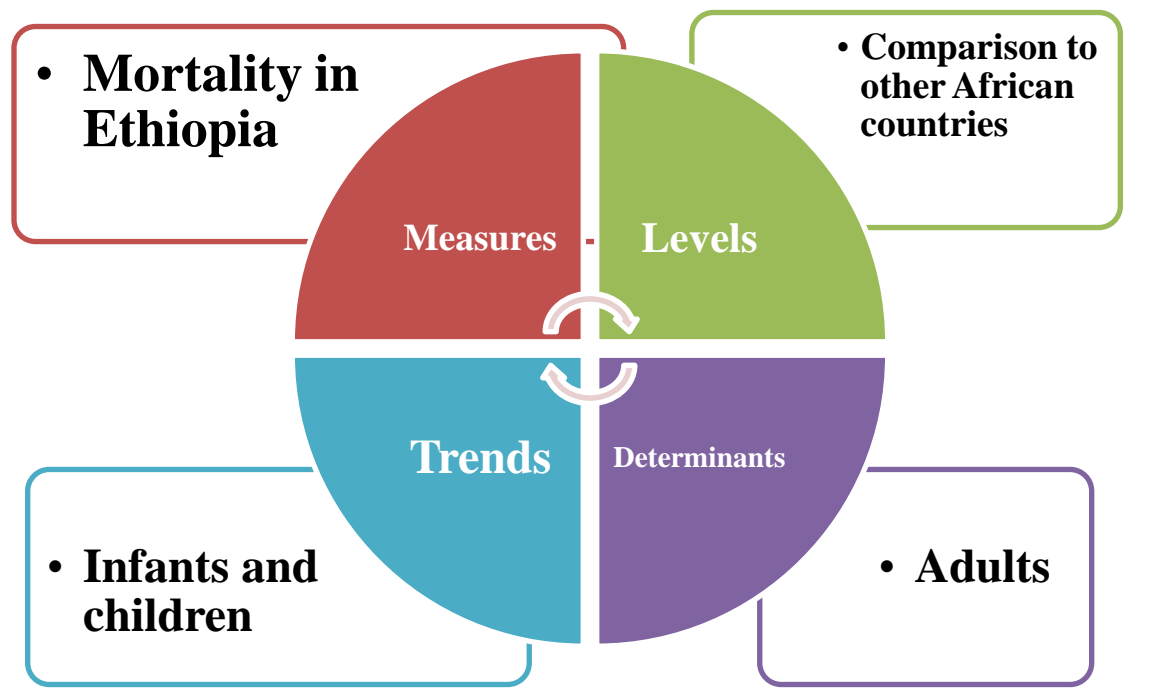 • Mortality in
Ethiopia
• Comparison to
other African
countries
Measures
Levels
Trends
Determinants
• Infants and
children
• Adults